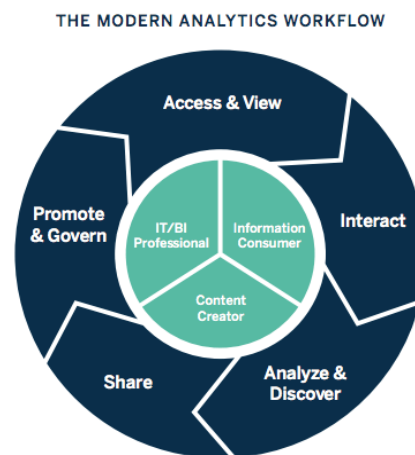 THE MODERN ANALYTICS WORKFLOW
Access & View
Interact
Analyze &
Discover
Share
Promote
& Govern
IT/BI
Professional
Information
Consumer
Content
Creator